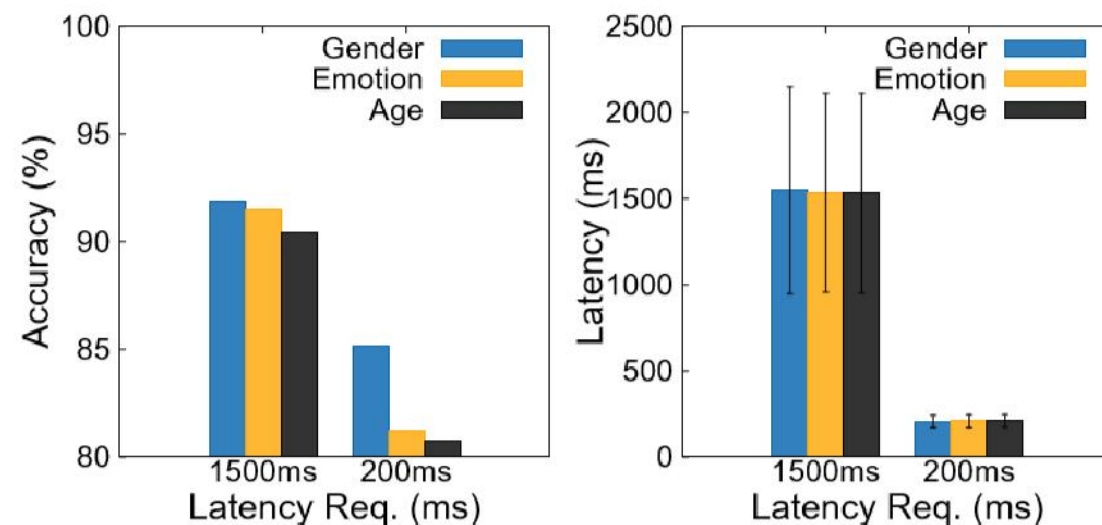 100
95
90
85
80
Accuracy (%)
Gender
Emotion
Age
1500ms 200ms
Latency Req. (ms)
2500
2000
1500
1000
500
0
Latency (ms)
Gender
Emotion
Age
1500ms 200ms
Latency Req. (ms)